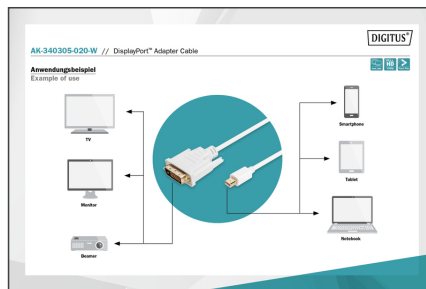 DIGITUS®
AK-340305-020-W // DisplayPort™ Adapter Cable
Anwendungsbeispiel
Example of use
TV
Monitor
Beamer
Smartphone
Tablet
Notebook